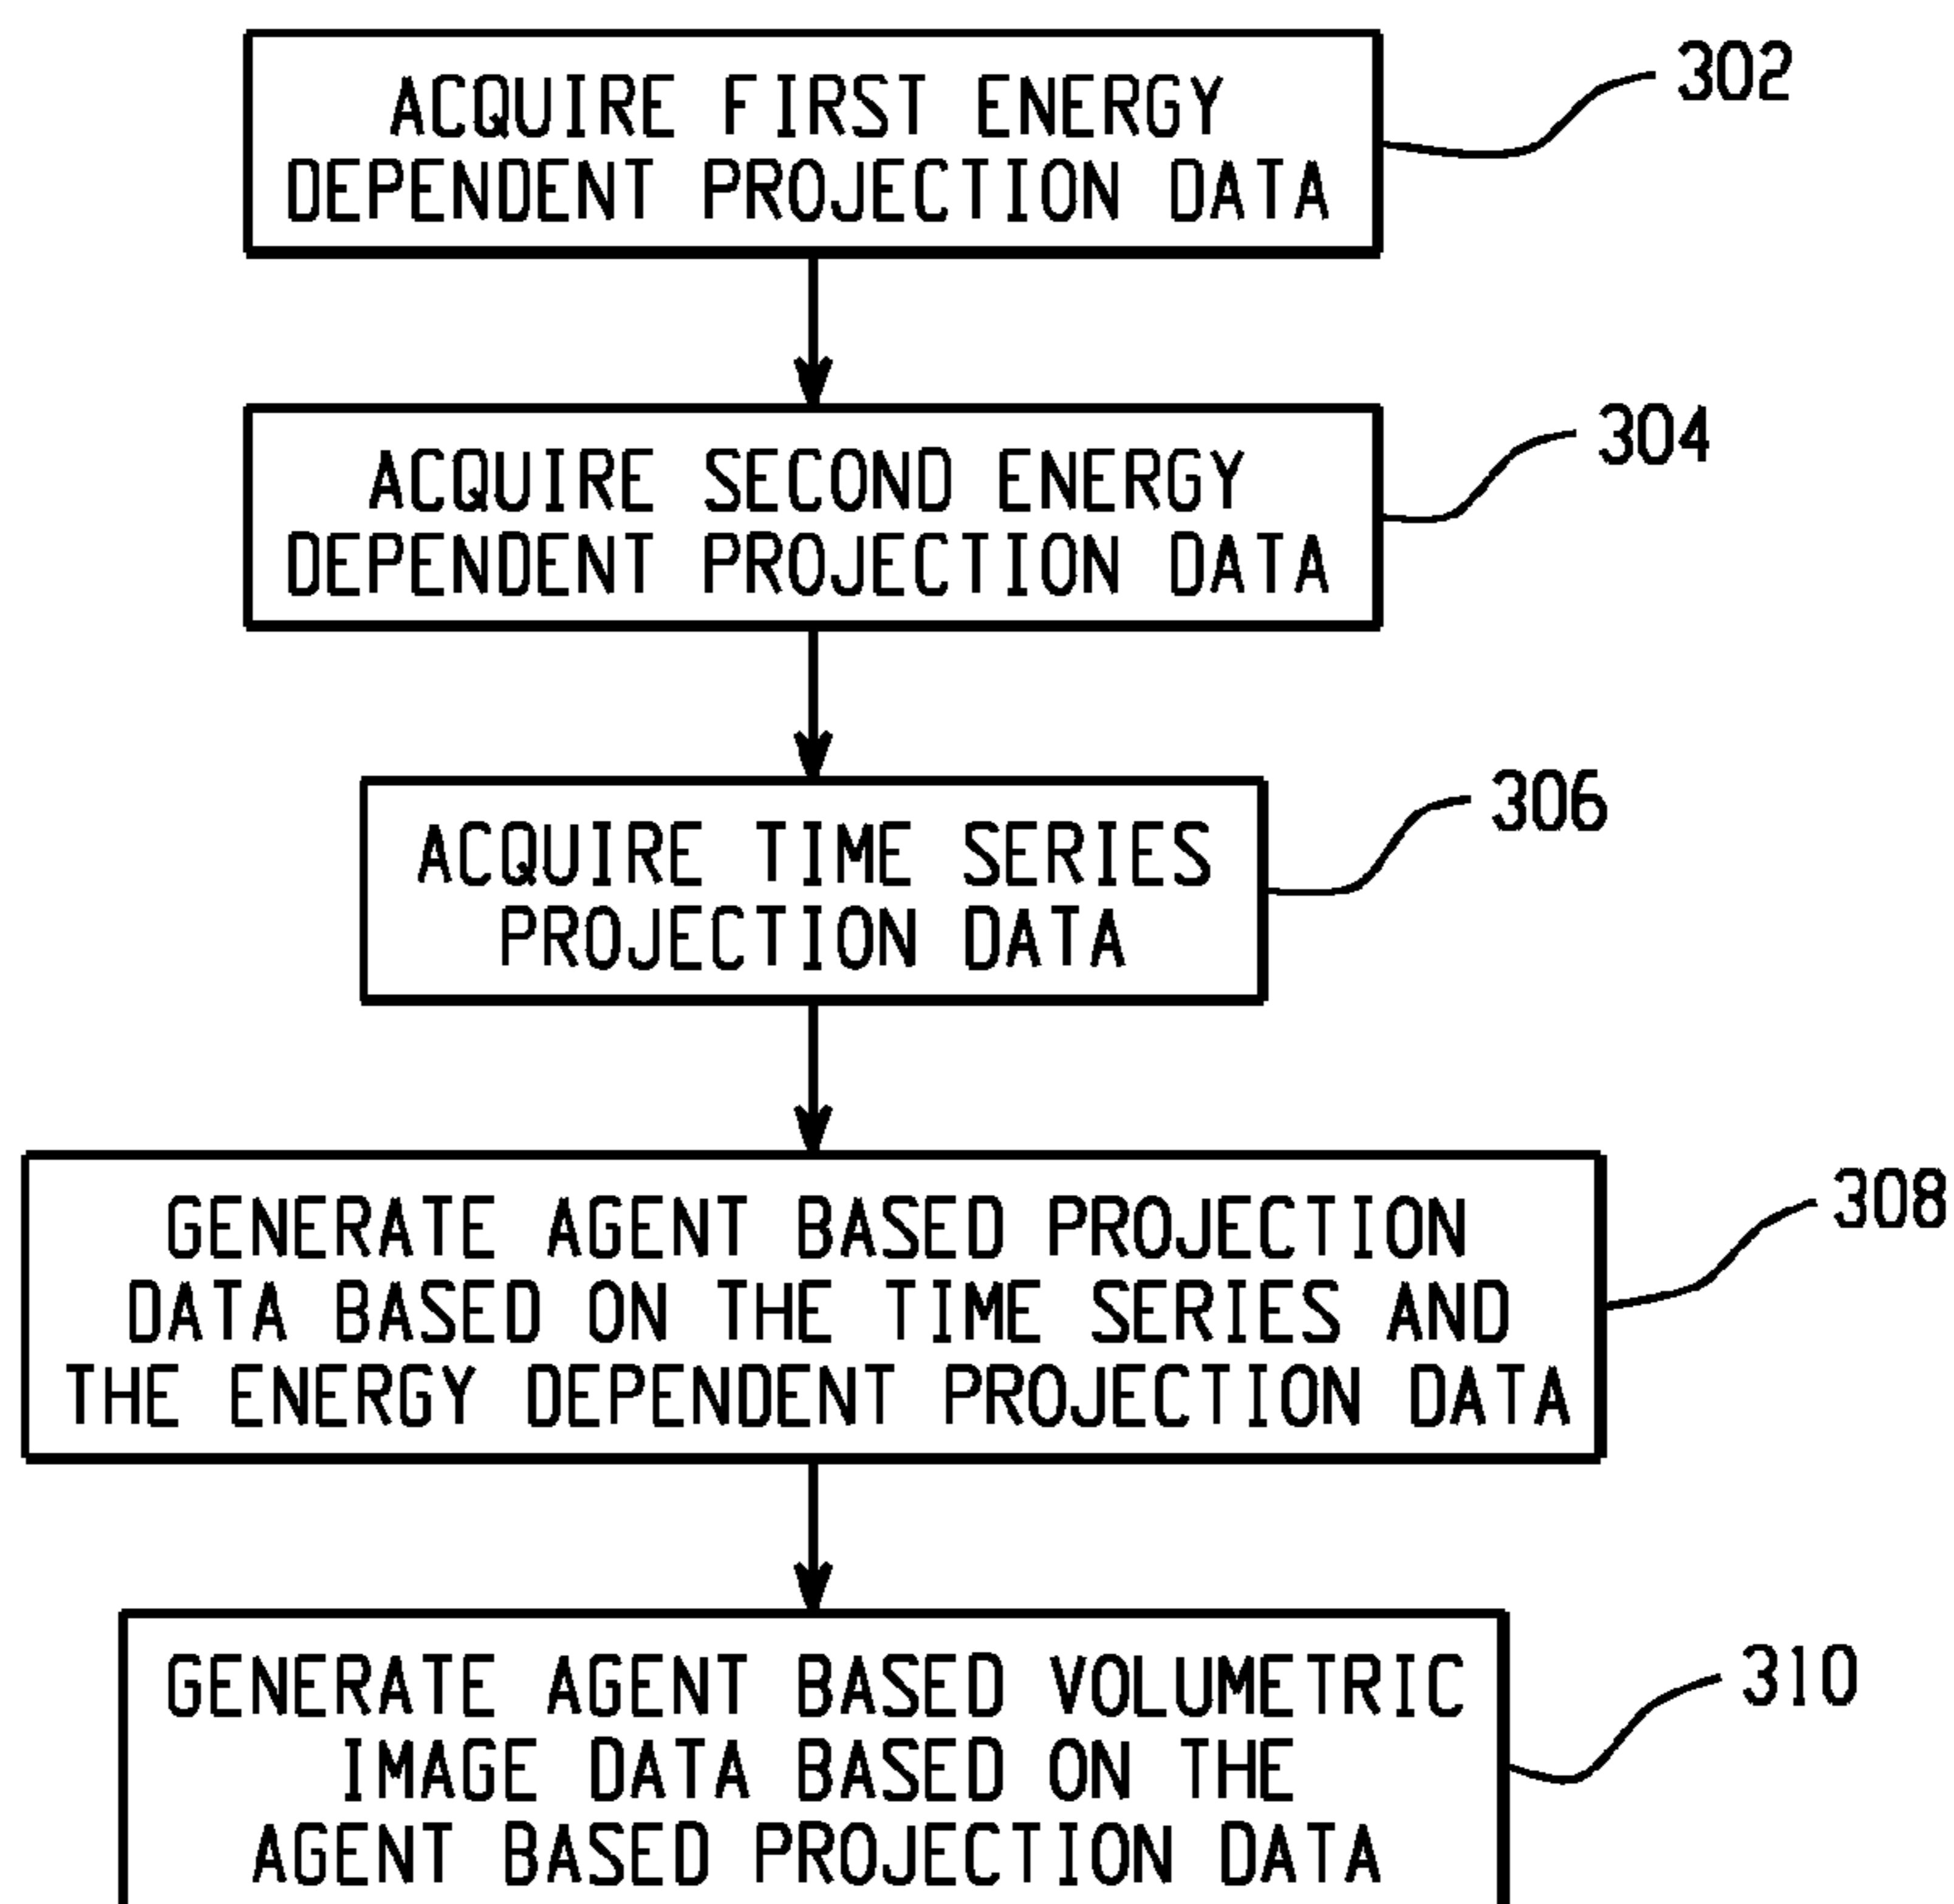 ACQUIRE FIRST ENERGY
DEPENDENT PROJECTION DATA
302
ACQUIRE SECOND ENERGY
DEPENDENT PROJECTION DATA
304
ACQUIRE TIME SERIES
PROJECTION DATA
306
GENERATE AGENT BASED PROJECTION
DATA BASED ON THE TIME SERIES AND
THE ENERGY DEPENDENT PROJECTION DATA
308
GENERATE AGENT BASED VOLUMETRIC
IMAGE DATA BASED ON THE
AGENT BASED PROJECTION DATA
310